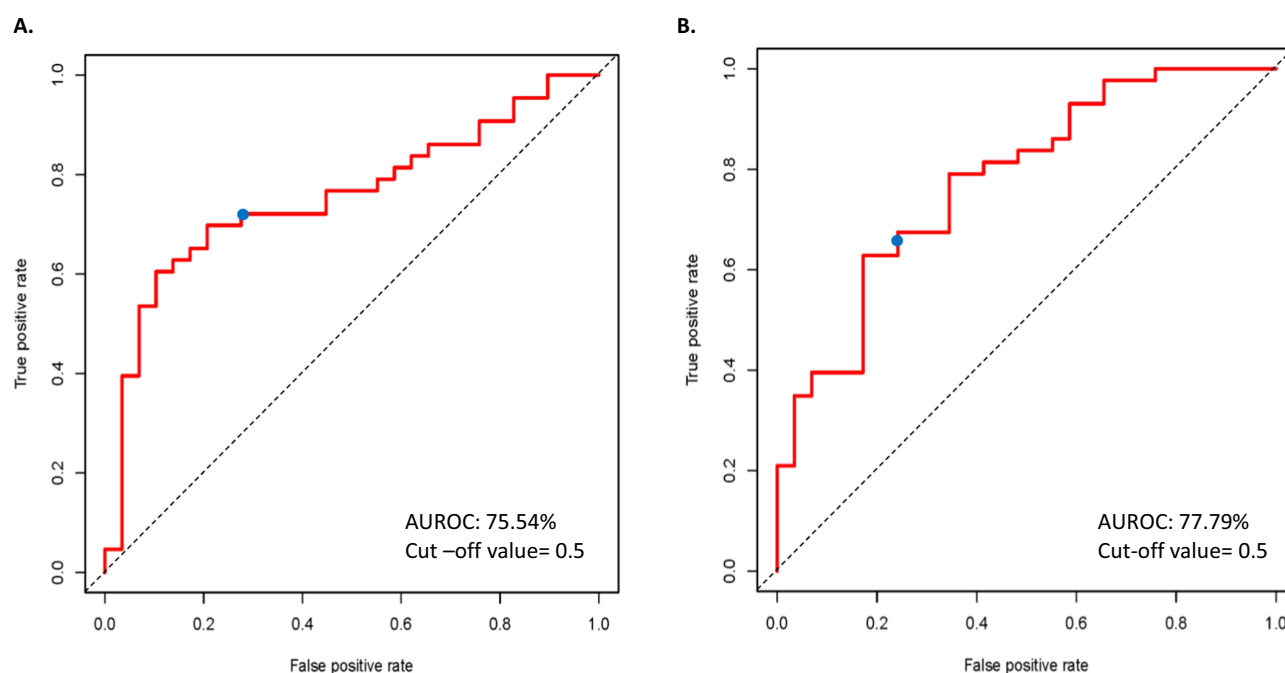 A.
True positive rate
1.0
0.8
0.6
0.4
0.2
0.0
AUROC: 75.54%
Cut –off value= 0.5
0.0 0.2 0.4 0.6 0.8 1.0
False positive rate
B.
True positive rate
1.0
0.8
0.6
0.4
0.2
0.0
AUROC: 77.79%
Cut-off value= 0.5
0.0 0.2 0.4 0.6 0.8 1.0
False positive rate